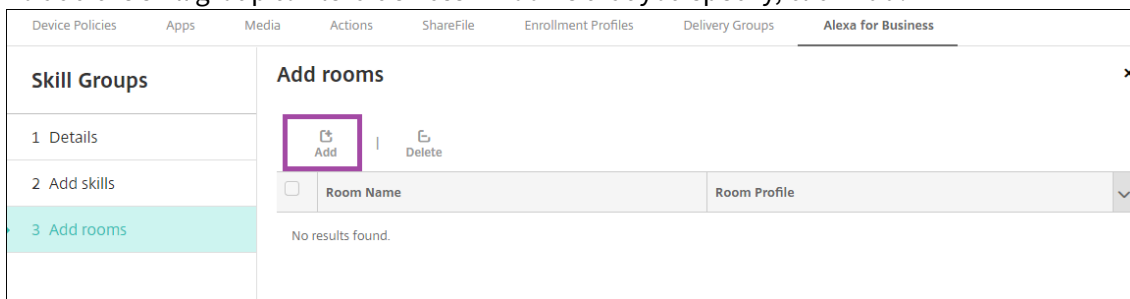 Device Policies Apps Media Actions ShareFile Enrollment Profiles Delivery Groups Alexa for Business
Skill Groups
1 Details
2 Add skills
3 Add rooms
Add rooms
Add
Delete
Room Name Room Profile
No results found.